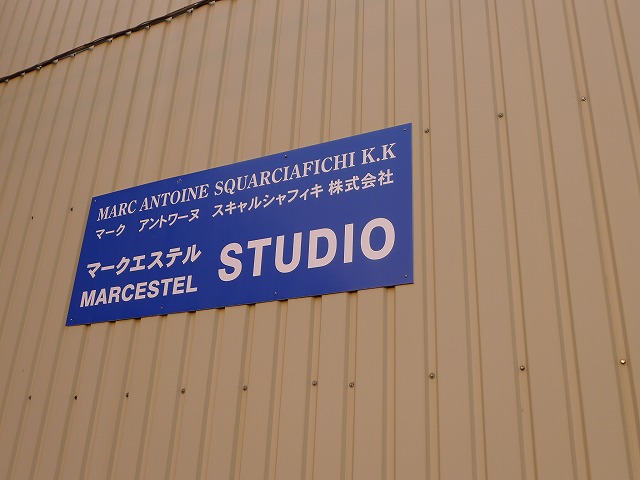 MARC ANTOINE SQUARCIAFICHI K.K
マーク アントワーヌ スキャルシャフィキ 株式会社
マークエステル
MARCESTEL STUDIO